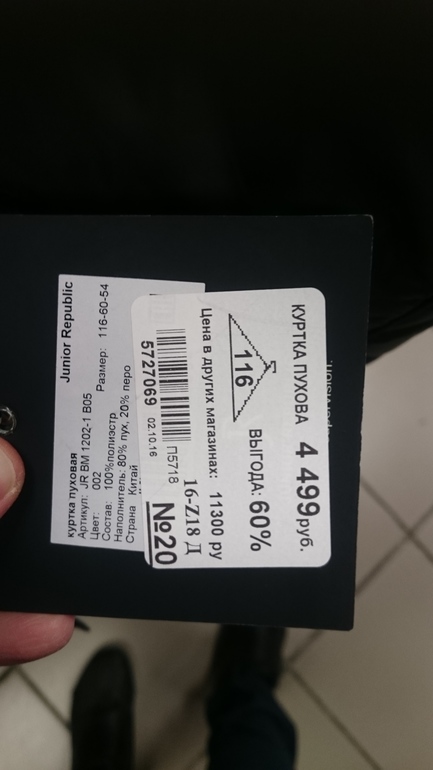 Junior Republic
куртка пуховая
Артикул: JR BM 1202-1 B05
Цвет: 002 Размер: 116-60-54
Состав: 100%полиэстр
Наполнитель: 80% пух, 20% перо
Страна Китай
КУРТКА ПУХОВА
4 499руб.
116
ВЫГОДА: 60%
Цена в других магазинах: 11300 ру
16-Z18 Д
П5718
№20
5727069 02.10.16